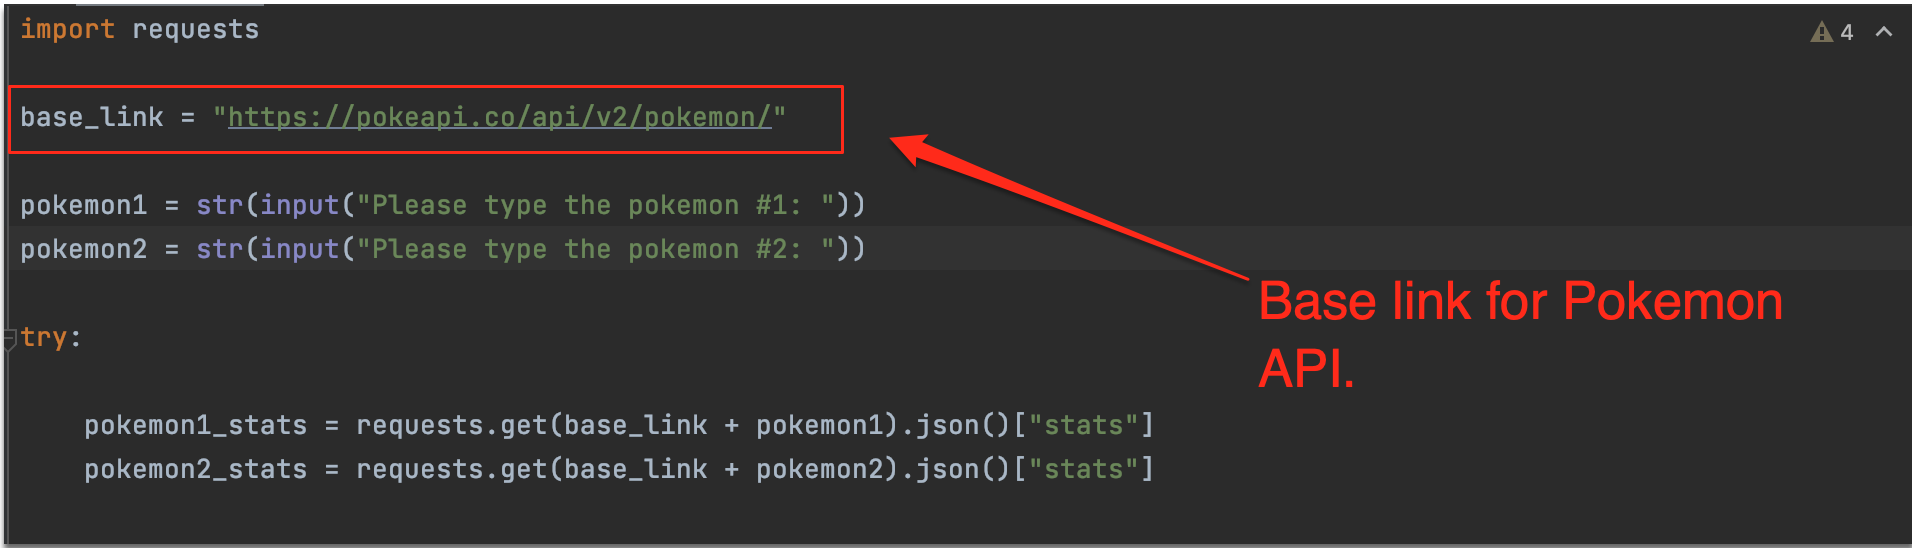 import requests
4
base_link = "https://pokeapi.co/api/v2/pokemon/"
pokemon1 = str(input("Please type the pokemon #1: "))
pokemon2 = str(input("Please type the pokemon #2: "))
Base link for Pokemon
API.
try:
pokemon1_stats = requests.get(base_link + pokemon1).json()["stats"]
pokemon2_stats = requests.get(base_link + pokemon2).json()["stats"]